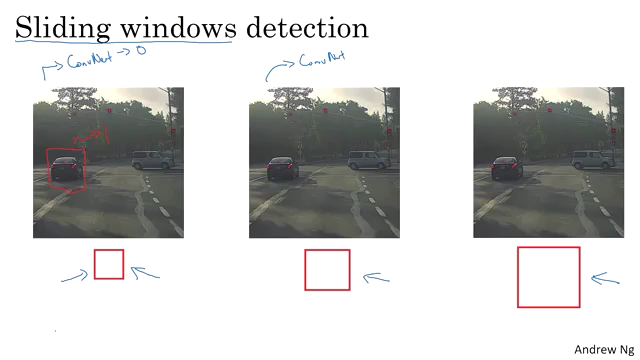 Sliding windows detection
→ ConvNet → 0
→ ConvNet
Andrew Ng